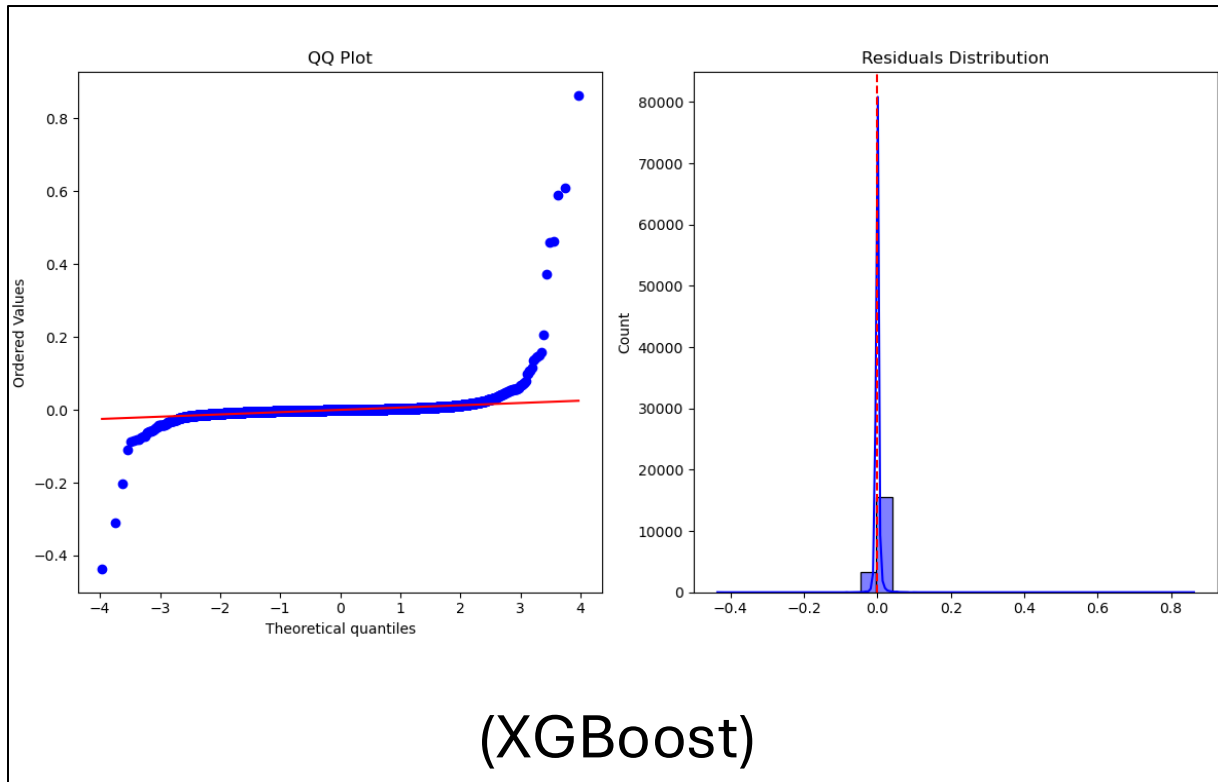 QQ Plot
0.8
0.6
0.4
0.2
0.0
−0.2
−0.4
Ordered Values
−4 −3 −2 −1 0 1 2 3 4
Theoretical quantiles
Residuals Distribution
80000
70000
60000
50000
40000
30000
20000
10000
0
Count
−0.4 −0.2 0.0 0.2 0.4 0.6 0.8
(XGBoost)